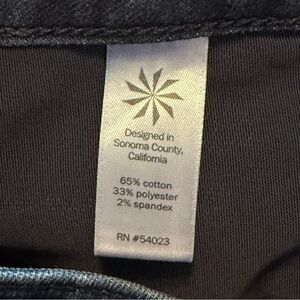 Designed in
Sonoma County,
California
65% cotton
33% polyester
2% spandex
RN #54023